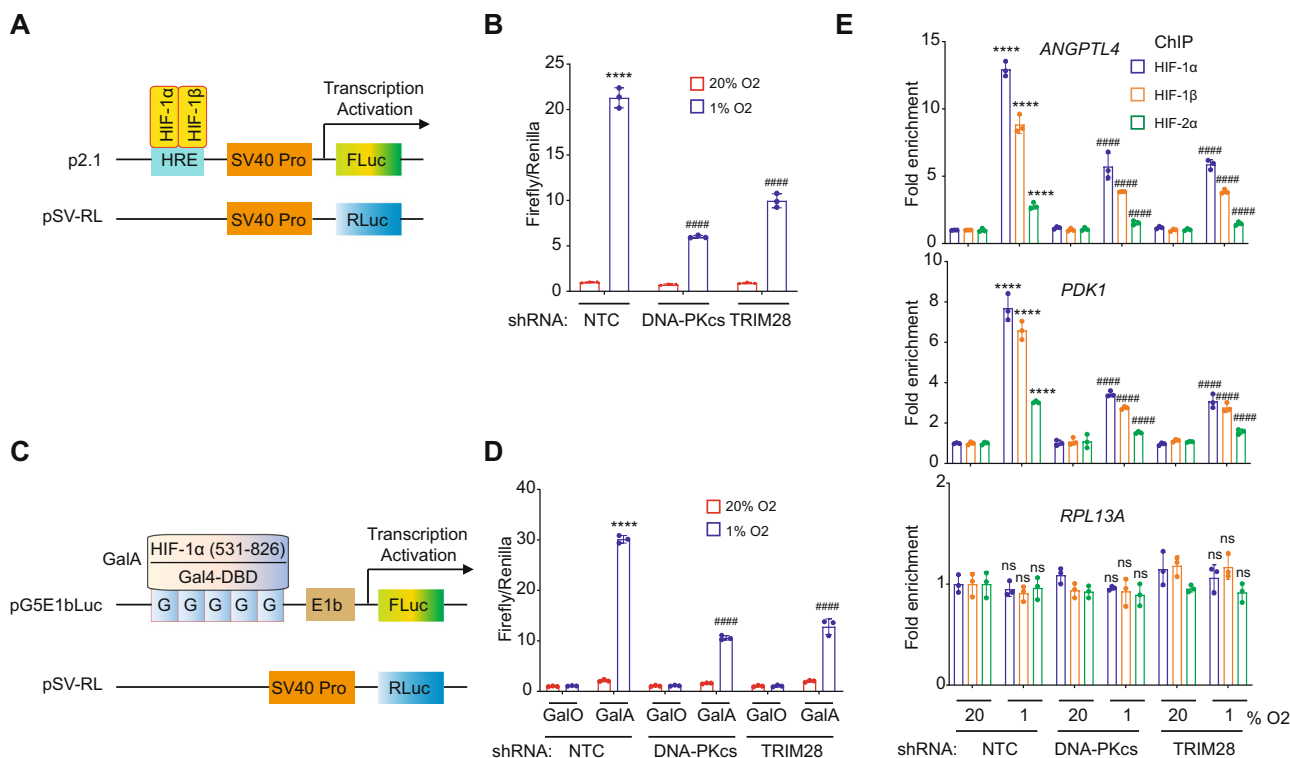 A
HIF-1α
HIF-1β
Transcription
Activation
p2.1
HRE
SV40 Pro
FLuc
pSV-RL
SV40 Pro
RLuc
B
Firefly/Renilla
25
20
15
10
5
0
****
####
####
20% O2
1% O2
shRNA:
NTC
DNA-PKcs
TRIM28
C
GalA
HIF-1α (531-826)
Gal4-DBD
Transcription
Activation
pG5E1bLuc
G G G G G
E1b
FLuc
pSV-RL
SV40 Pro
RLuc
D
Firefly/Renilla
40
30
20
10
0
****
####
####
20% O2
1% O2
GalO GalA GalO GalA GalO GalA
shRNA:
NTC
DNA-PKcs
TRIM28
E
ANGPTL4
ChIP
HIF-1α
HIF-1β
HIF-2α
Fold enrichment
15
10
5
0
****
****
****
####
####
####
####
####
####
PDK1
Fold enrichment
10
8
6
4
2
0
****
****
****
####
####
####
####
####
####
RPL13A
Fold enrichment
2
1
0
ns
ns
ns
ns
ns
ns
ns
ns
ns
20 1 20 1 20 1 % O2
shRNA:
NTC
DNA-PKcs
TRIM28